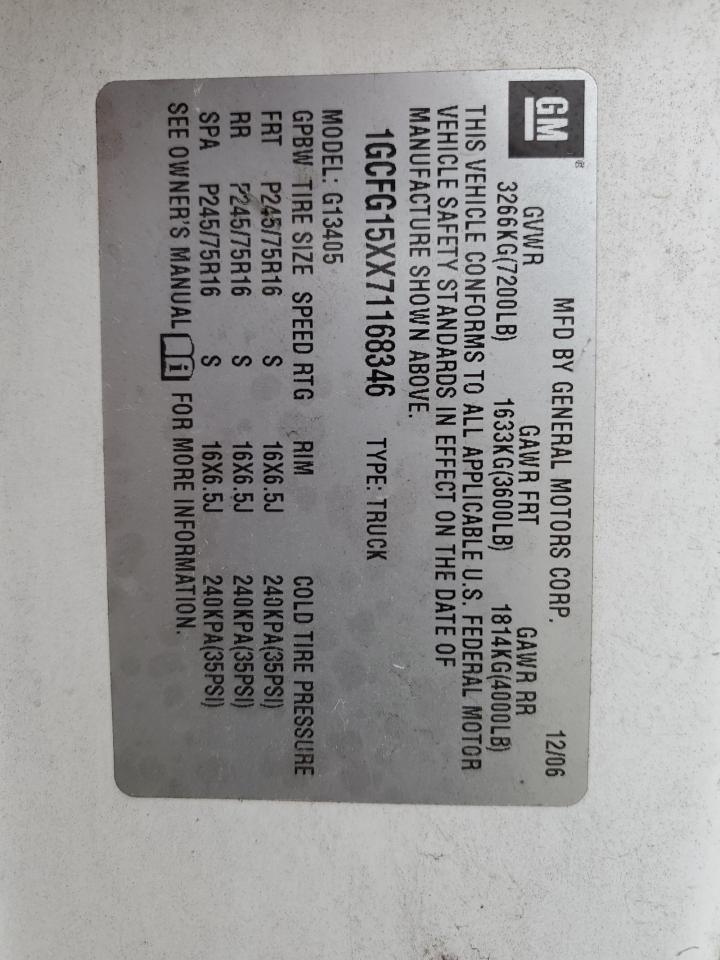 GM
MFD BY GENERAL MOTORS CORP. 12/06
GVWR GAWR FRT GAWR RR
3266KG(7200LB) 1633KG(3600LB) 1814KG(4000LB)
THIS VEHICLE CONFORMS TO ALL APPLICABLE U.S. FEDERAL MOTOR
VEHICLE SAFETY STANDARDS IN EFFECT ON THE DATE OF
MANUFACTURE SHOWN ABOVE.
1GCFG15XX71168346 TYPE: TRUCK
MODEL: G13405
GPBW TIRE SIZE SPEED RTG RIM COLD TIRE PRESSURE
FRT P245/75R16 S 16X6.5J 240KPA(35PSI)
RR P245/75R16 S 16X6.5J 240KPA(35PSI)
SPA P245/75R16 S 16X6.5J 240KPA(35PSI)
SEE OWNER'S MANUAL FOR MORE INFORMATION.